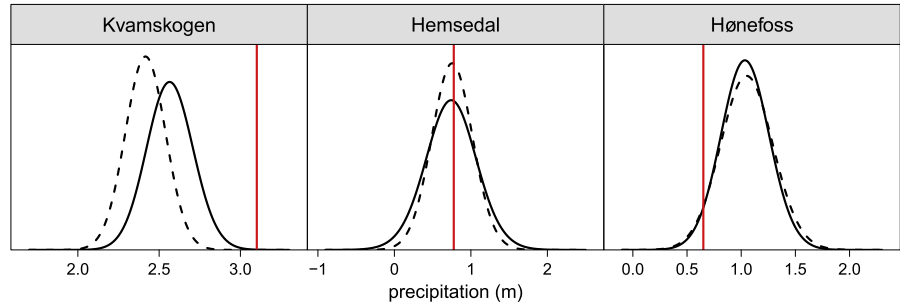 Kvamskogen Hemsedal Hønefoss
2.0 2.5 3.0 −1 0 1 2 0.0 0.5 1.0 1.5 2.0
precipitation (m)